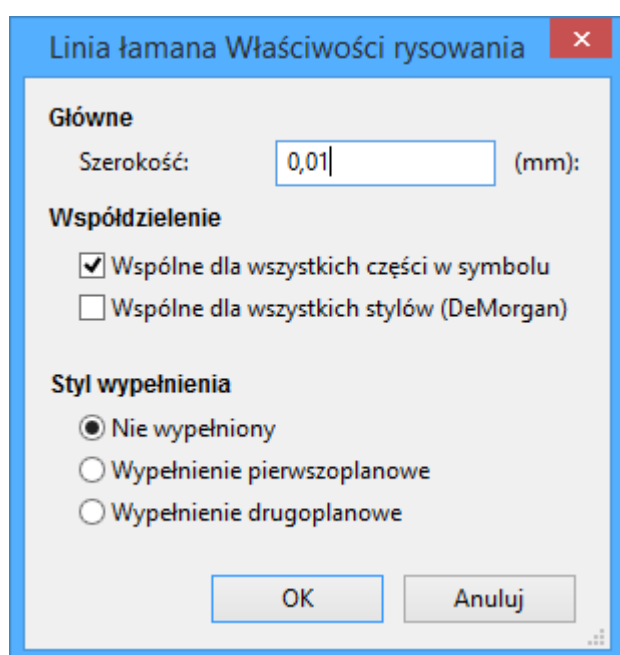 Linia łamana Właściwości rysowania
Główne
Szerokość: 0,01 (mm):
Współdzielenie
Wspólne dla wszystkich części w symbolu
Wspólne dla wszystkich stylów (DeMorgan)
Styl wypełnienia
Nie wypełniony
Wypełnienie pierwszoplanowe
Wypełnienie drugoplanowe
OK Anuluj